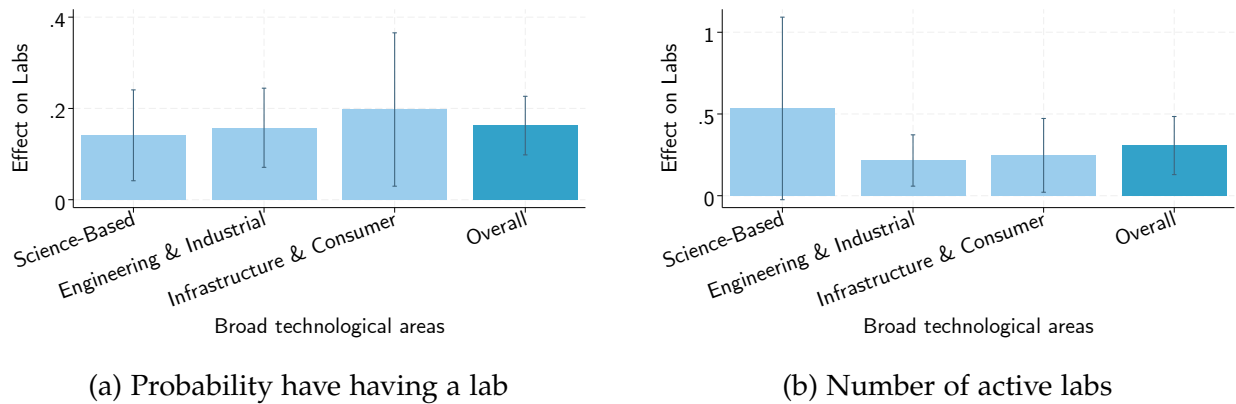 .4
.2
0
Effect on Labs
Science-Based
Engineering & Industrial
Infrastructure & Consumer
Overall
Broad technological areas
(a) Probability have having a lab
1
.5
0
Effect on Labs
Science-Based
Engineering & Industrial
Infrastructure & Consumer
Overall
Broad technological areas
(b) Number of active labs